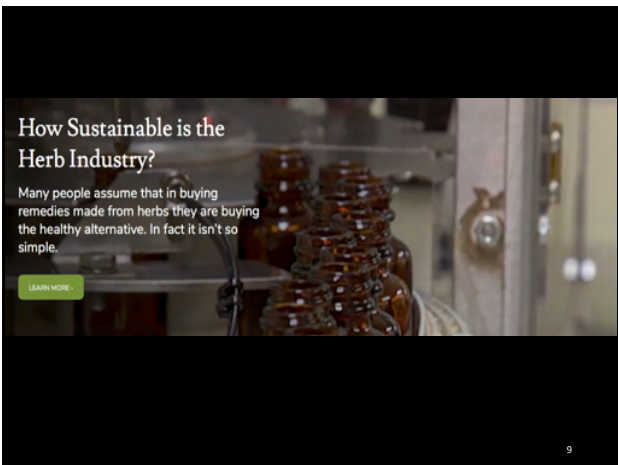 How Sustainable is the
Herb Industry?
Many people assume that in buying
remedies made from herbs they are buying
the healthy alternative. In fact it isn't so
simple.
LEARN MORE ›
9